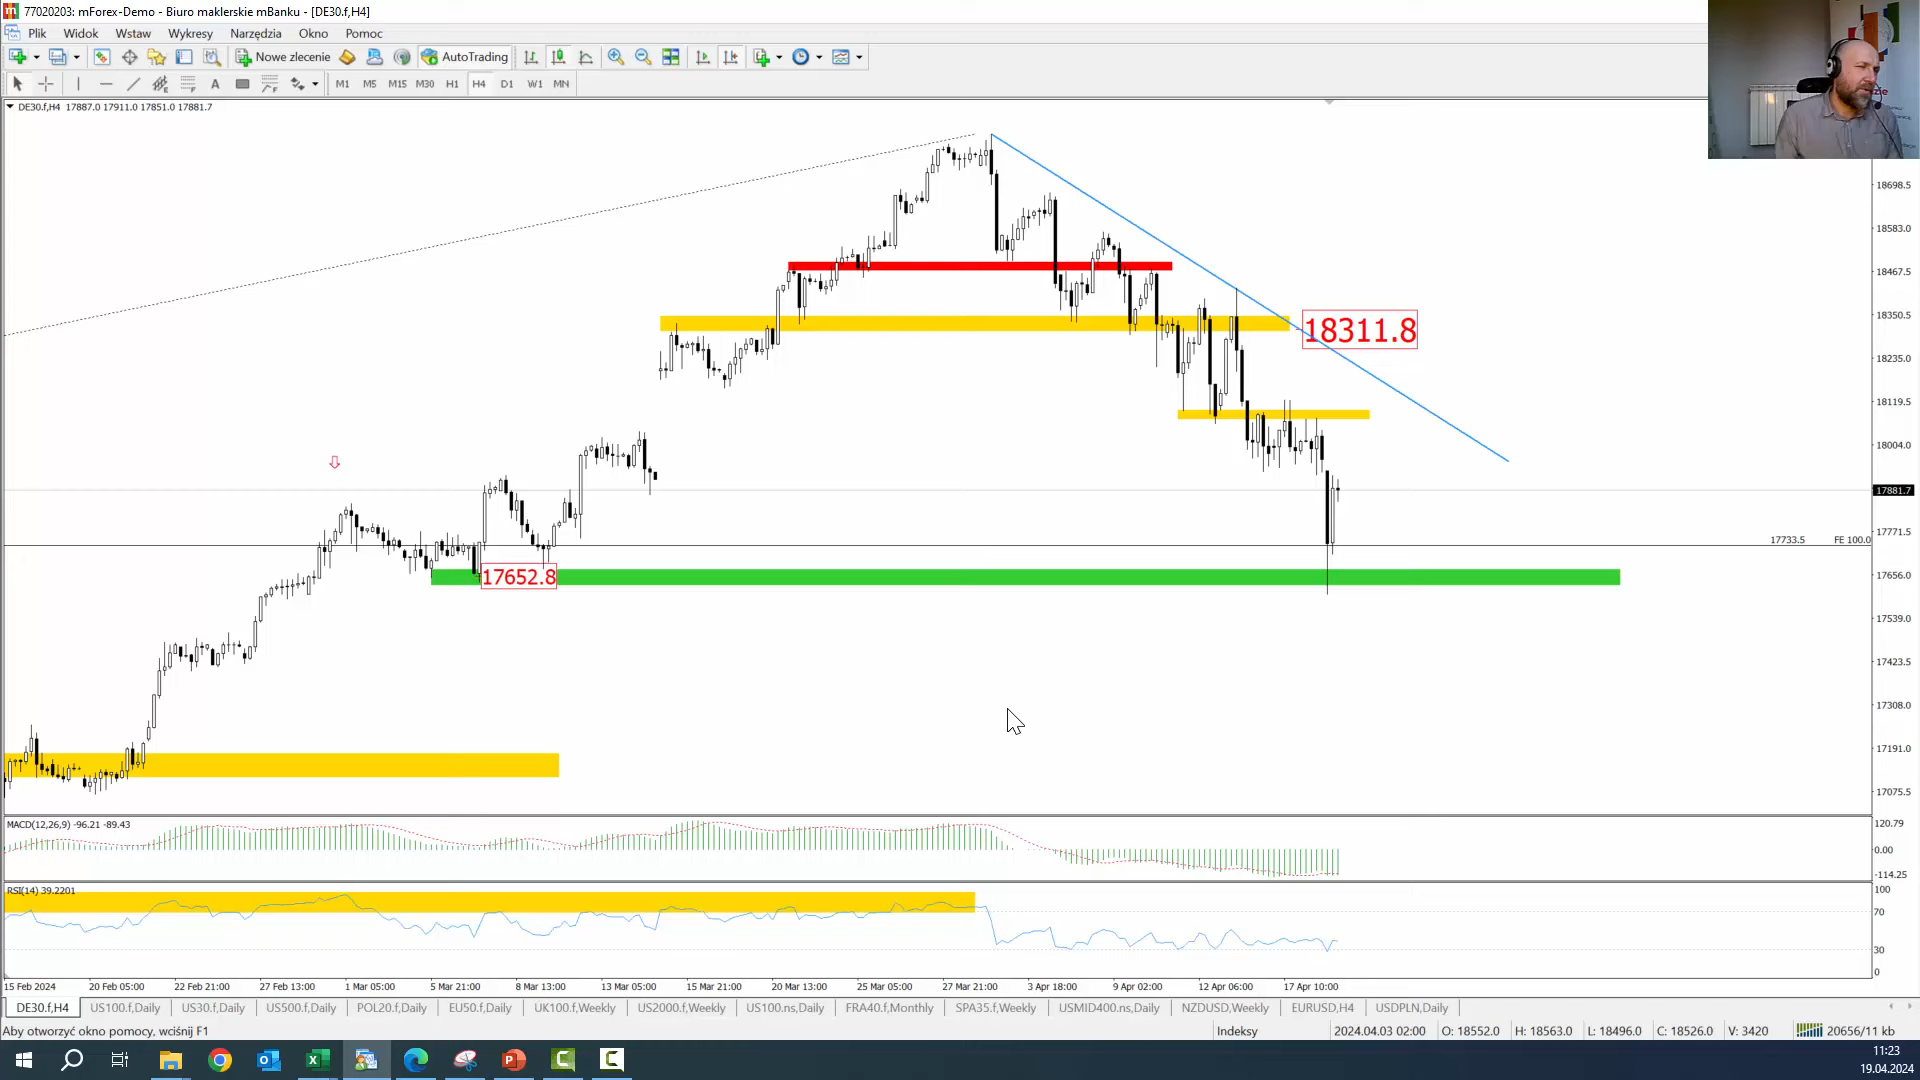 77020203: mForex-Demo - Biuro maklerskie mBanku - [DE30.f,H4]
Plik Widok Wstaw Wykresy Narzędzia Okno Pomoc
Nowe zlecenie AutoTrading
A M1 M5 M15 M30 H1 H4 D1 W1 MN
DE30.f,H4 17887.0 17911.0 17851.0 17881.7
18698.5
18583.0
18467.5
18350.5
18311.8
18235.0
18119.5
18004.0
17881.7
17771.5
17733.5 FE 100.0
17652.8
17656.0
17539.0
17423.5
17308.0
17191.0
17075.5
MACD(12,26,9) -96.21 -89.43
120.79
0.00
-114.25
RSI(14) 39.2201
100
70
30
0
15 Feb 2024 20 Feb 05:00 22 Feb 21:00 27 Feb 13:00 1 Mar 05:00 5 Mar 21:00 8 Mar 13:00 13 Mar 05:00 15 Mar 21:00 20 Mar 13:00 25 Mar 05:00 27 Mar 21:00 3 Apr 18:00 9 Apr 02:00 12 Apr 06:00 17 Apr 10:00
DE30.f,H4 US100.f,Daily US30.f,Daily US500.f,Daily POL20.f,Daily EU50.f,Daily UK100.f,Weekly US2000.f,Weekly US100.ns,Daily FRA40.f,Monthly SPA35.f,Weekly USMID400.ns,Daily NZDUSD,Weekly EURUSD,H4 USDPLN,Daily
Aby otworzyć okno pomocy, wciśnij F1 Indeksy 2024.04.03 02:00 O: 18552.0 H: 18563.0 L: 18496.0 C: 18526.0 V: 3420 20656/11 kb
11:23
19.04.2024